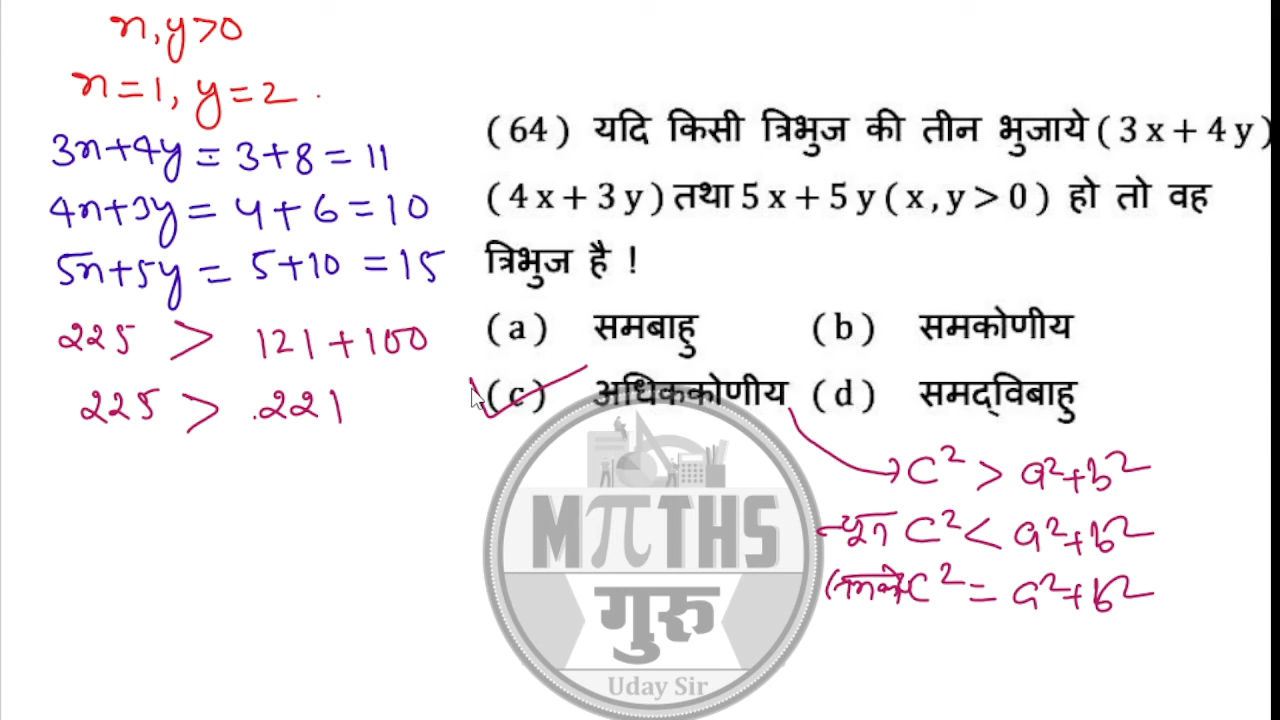 x, y>0
x=1, y=2.
3x+4y = 3+8 = 11
4x+3y = 4+6 = 10
5x+5y = 5+10 = 15
225 > 121+100
225 > 221
(64) यदि किसी त्रिभुज की तीन भुजाये (3x+4y)
(4x+3y) तथा 5x+5y (x,y>0) हो तो वह
त्रिभुज है !
(a) समबाहु (b) समकोणीय
(c) अधिककोणीय (d) समद्विबाहु
→ c² > a²+b²
न्यून c² < a²+b²
c² = a²+b²
MπTHS
गुरु
Uday Sir